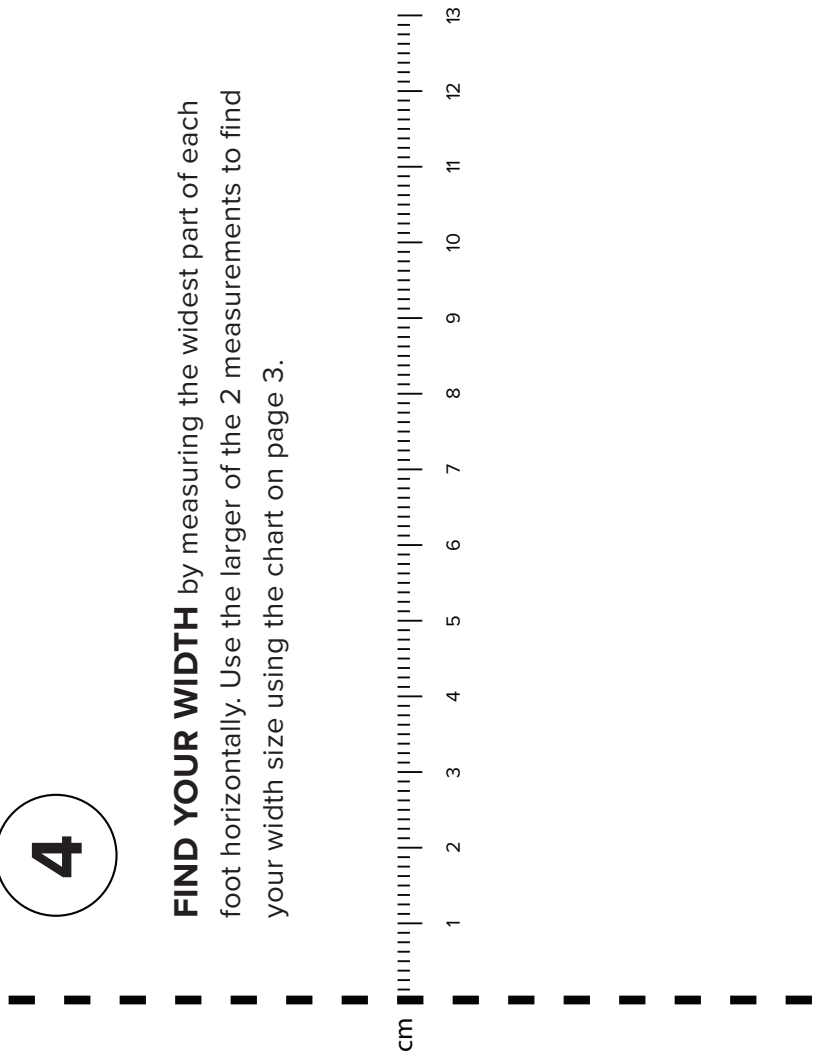 4
FIND YOUR WIDTH by measuring the widest part of each
foot horizontally. Use the larger of the 2 measurements to find
your width size using the chart on page 3.
cm 1 2 3 4 5 6 7 8 9 10 11 12 13